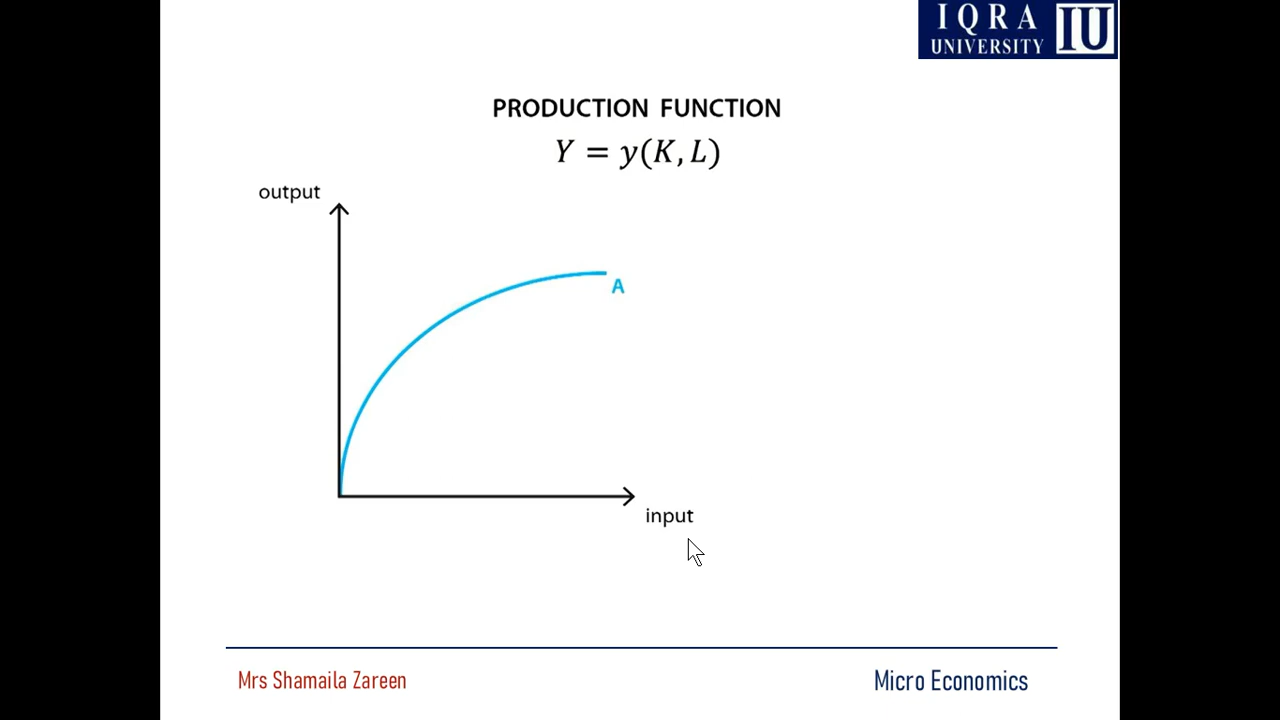 IQRA
UNIVERSITY IU
PRODUCTION FUNCTION
Y = y(K, L)
output
A
input
Mrs Shamaila Zareen
Micro Economics